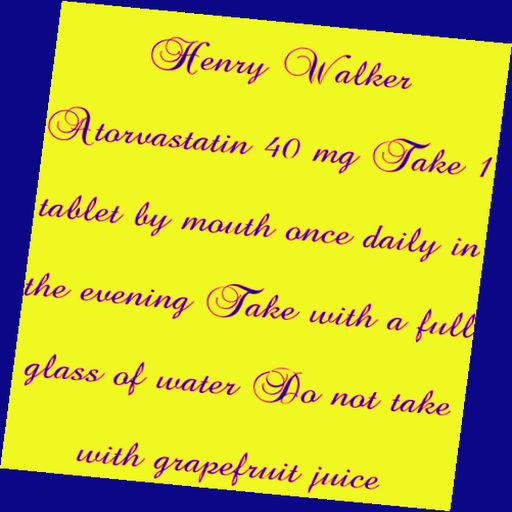 Henry Walker
Atorvastatin 40 mg Take 1
tablet by mouth once daily in
the evening Take with a full
glass of water Do not take
with grapefruit juice